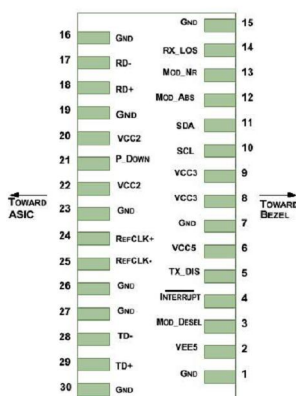 GND 15
16 GND
RX_LOS 14
17 RD-
MOD_NR 13
18 RD+
MOD_ABS 12
19 GND
SDA 11
20 VCC2
SCL 10
21 P_DOWN
VCC3 9
22 VCC2
TOWARD ASIC
VCC3 8
TOWARD BEZEL
23 GND
GND 7
24 REFCLK+
VCC5 6
25 REFCLK-
TX_DIS 5
26 GND
INTERRUPT 4
27 GND
MOD_DESEL 3
28 TD-
VEE5 2
29 TD+
GND 1
30 GND